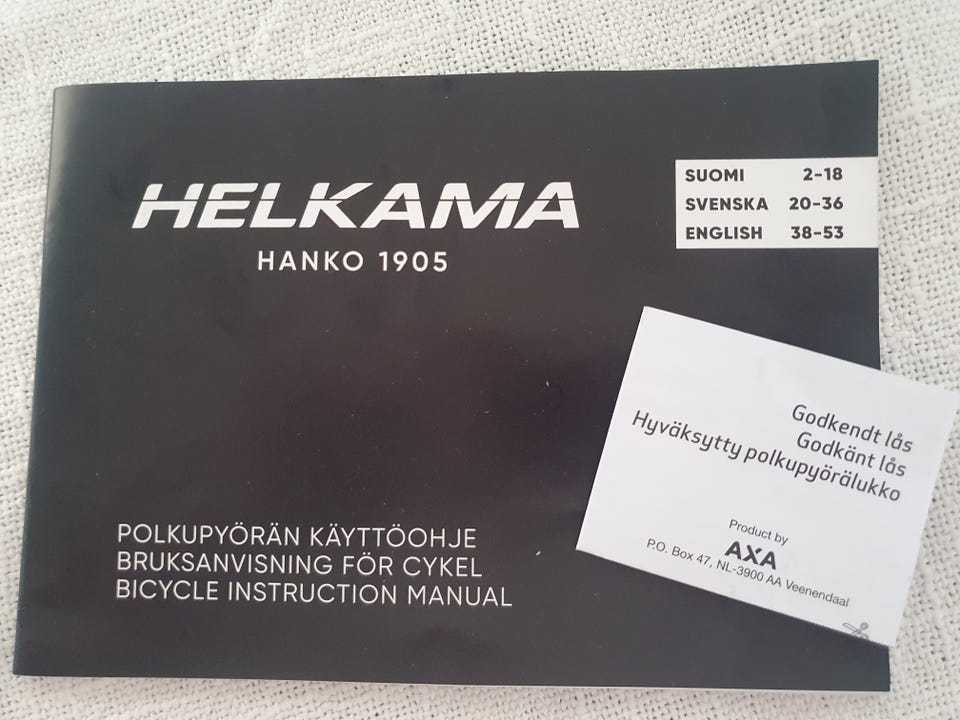 HELKAMA
HANKO 1905
SUOMI 2-18
SVENSKA 20-36
ENGLISH 38-53
Godkendt lås
Godkänt lås
Hyväksytty polkupyörälukko
Product by
AXA
P.O. Box 47, NL-3900 AA Veenendaal
POLKUPYÖRÄN KÄYTTÖOHJE
BRUKSANVISNING FÖR CYKEL
BICYCLE INSTRUCTION MANUAL